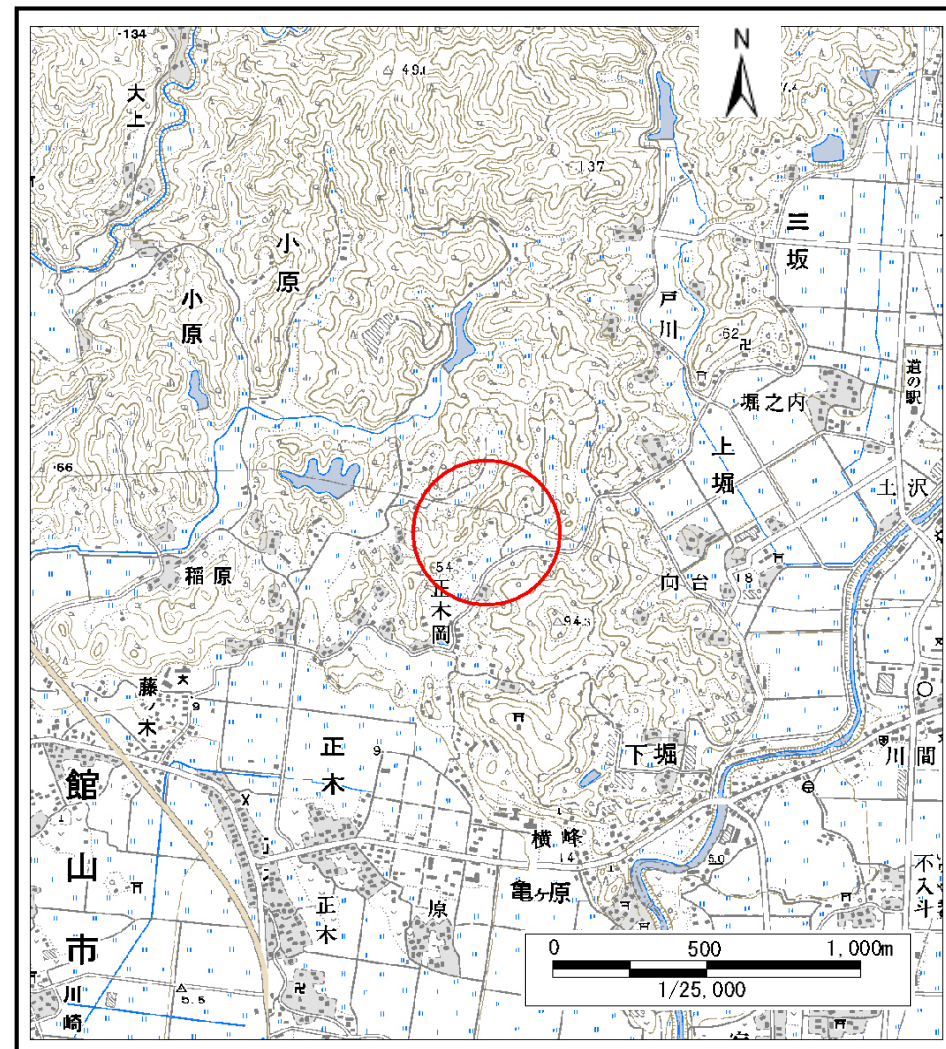 ・134
大上
△ 49.1
N
・137
三坂
小原
小原
戸川
・62
堀之内
道の駅
上堀
・66
土沢
稲原
・54
正木岡
向台
18
△94.3
藤ノ木
9
正木
9
下堀
川間
館山市
横峰
14
5.0
亀ヶ原
不入斗
正木
原
5
△5.5
川崎
0 500 1,000m
1/25,000